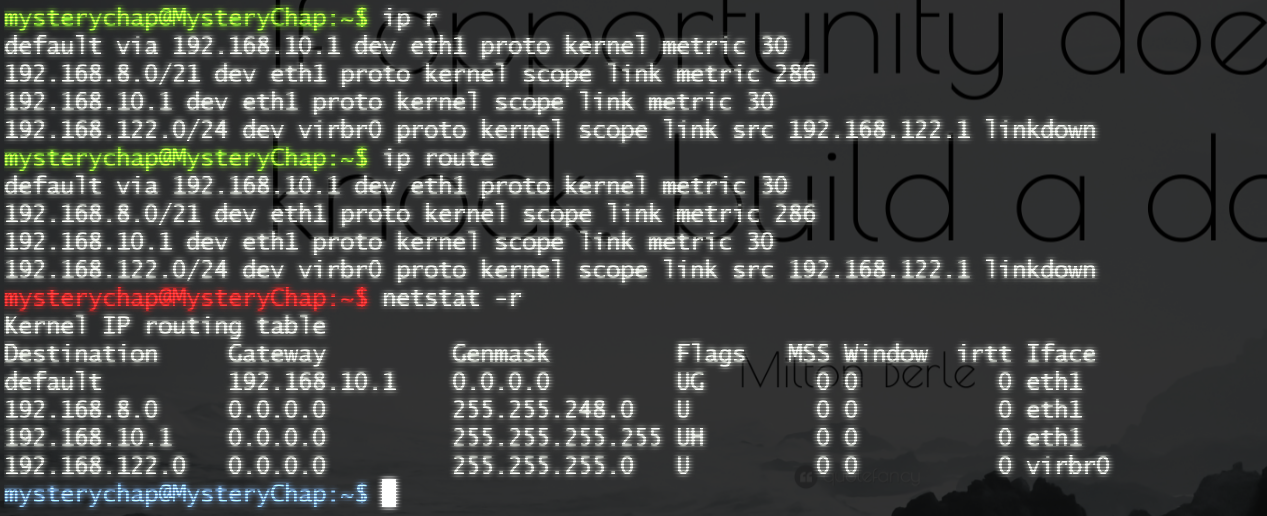 mysterychap@MysteryChap:~$ ip r
default via 192.168.10.1 dev eth1 proto kernel metric 30
192.168.8.0/21 dev eth1 proto kernel scope link metric 286
192.168.10.1 dev eth1 proto kernel scope link metric 30
192.168.122.0/24 dev virbr0 proto kernel scope link src 192.168.122.1 linkdown
mysterychap@MysteryChap:~$ ip route
default via 192.168.10.1 dev eth1 proto kernel metric 30
192.168.8.0/21 dev eth1 proto kernel scope link metric 286
192.168.10.1 dev eth1 proto kernel scope link metric 30
192.168.122.0/24 dev virbr0 proto kernel scope link src 192.168.122.1 linkdown
mysterychap@MysteryChap:~$ netstat -r
Kernel IP routing table
Destination     Gateway         Genmask         Flags   MSS Window  irtt Iface
default         192.168.10.1    0.0.0.0         UG        0 0          0 eth1
192.168.8.0     0.0.0.0         255.255.248.0   U         0 0          0 eth1
192.168.10.1    0.0.0.0         255.255.255.255 UH        0 0          0 eth1
192.168.122.0   0.0.0.0         255.255.255.0   U         0 0          0 virbr0
mysterychap@MysteryChap:~$
if opportunity doe
knock, build a do
Milton Berle